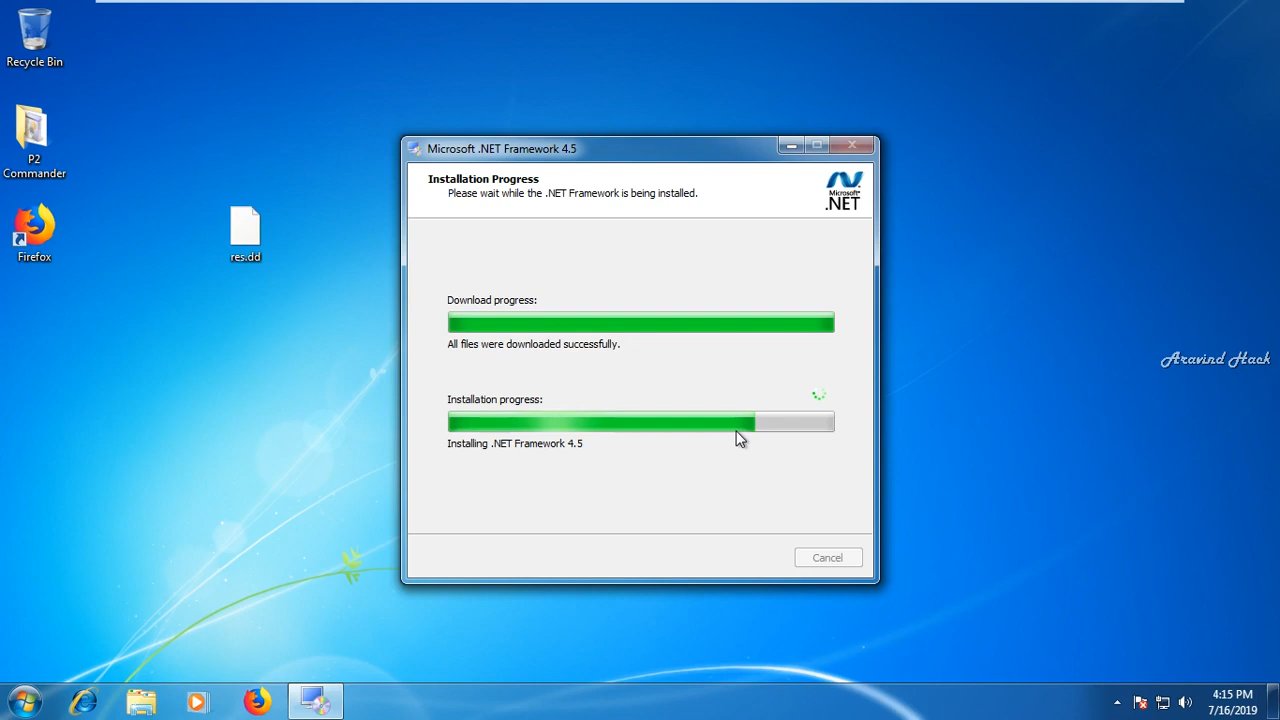 Recycle Bin
P2
Commander
Firefox
res.dd
Microsoft .NET Framework 4.5
Installation Progress
Please wait while the .NET Framework is being installed.
Microsoft®
.NET
Download progress:
All files were downloaded successfully.
Installation progress:
Installing .NET Framework 4.5
Cancel
Aravind Hack
4:15 PM
7/16/2019